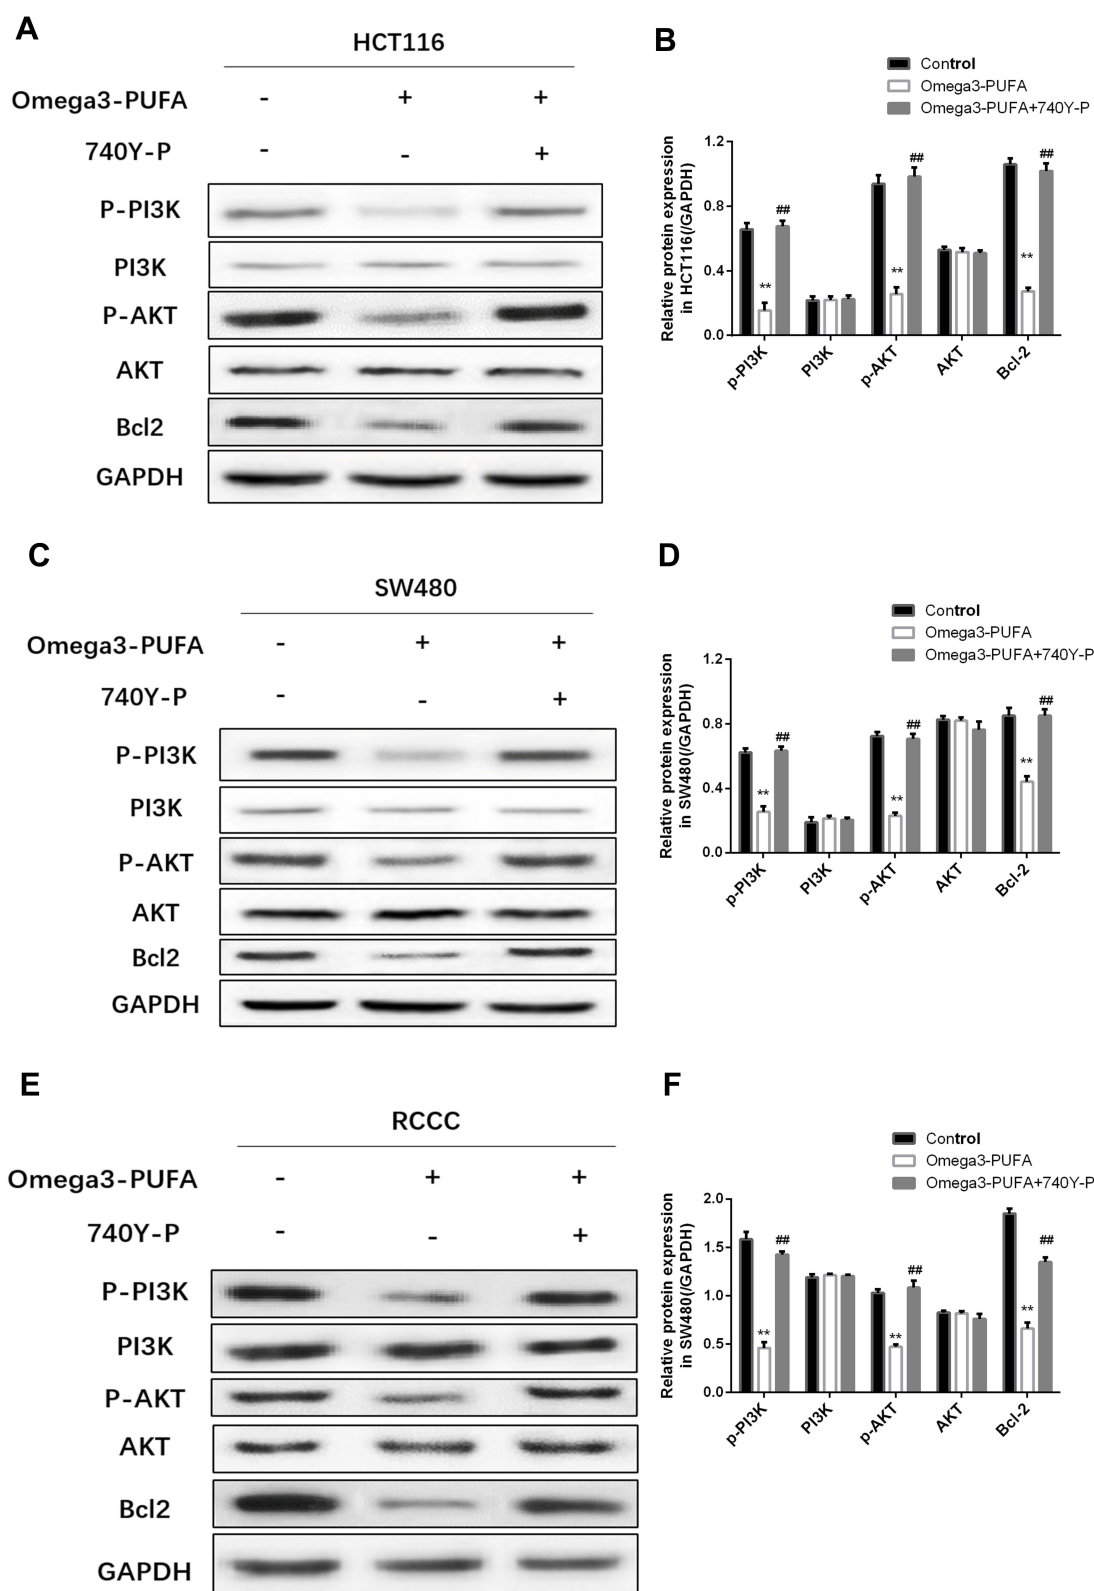 A
HCT116
Omega3-PUFA - + +
740Y-P - - +
P-PI3K
PI3K
P-AKT
AKT
Bcl2
GAPDH
B
Control
Omega3-PUFA
Omega3-PUFA+740Y-P
Relative protein expression
in HCT116(/GAPDH)
1.2
0.8
0.4
0.0
** ## ** ## ** ##
p-PI3K PI3K p-AKT AKT Bcl-2
C
SW480
Omega3-PUFA - + +
740Y-P - - +
P-PI3K
PI3K
P-AKT
AKT
Bcl2
GAPDH
D
Control
Omega3-PUFA
Omega3-PUFA+740Y-P
Relative protein expression
in SW480(/GAPDH)
1.2
0.8
0.4
0.0
** ## ** ## ** ##
p-PI3K PI3K p-AKT AKT Bcl-2
E
RCCC
Omega3-PUFA - + +
740Y-P - - +
P-PI3K
PI3K
P-AKT
AKT
Bcl2
GAPDH
F
Control
Omega3-PUFA
Omega3-PUFA+740Y-P
Relative protein expression
in SW480(/GAPDH)
2.0
1.5
1.0
0.5
0.0
** ## ** ## ** ##
p-PI3K PI3K p-AKT AKT Bcl-2